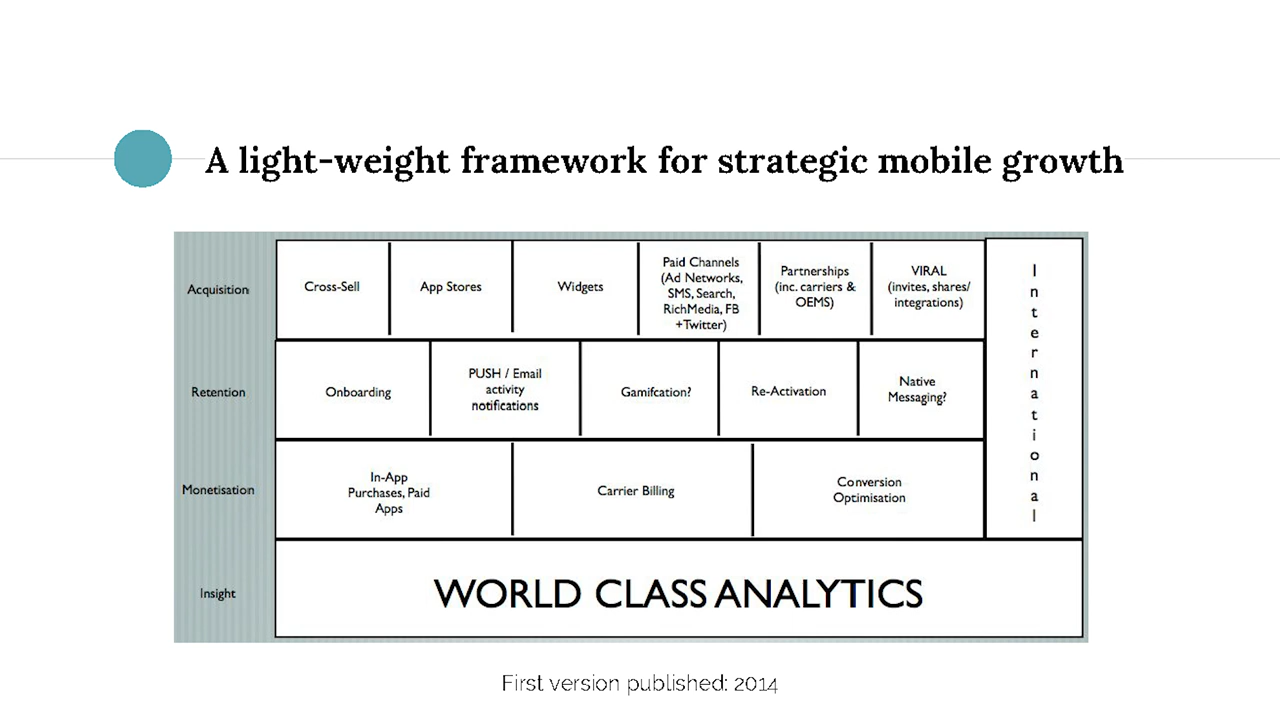 A light-weight framework for strategic mobile growth
Acquisition
Cross-Sell
App Stores
Widgets
Paid Channels
(Ad Networks,
SMS, Search,
RichMedia, FB
+Twitter)
Partnerships
(inc. carriers &
OEMS)
VIRAL
(invites, shares/
integrations)
International
Retention
Onboarding
PUSH / Email
activity
notifications
Gamifcation?
Re-Activation
Native
Messaging?
Monetisation
In-App
Purchases, Paid
Apps
Carrier Billing
Conversion
Optimisation
Insight
WORLD CLASS ANALYTICS
First version published: 2014